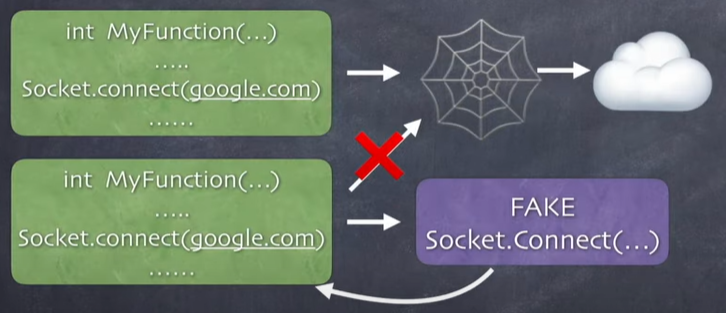 int MyFunction(...)
.....
Socket.connect(google.com)
......
int MyFunction(...)
.....
Socket.connect(google.com)
......
FAKE
Socket.Connect(...)